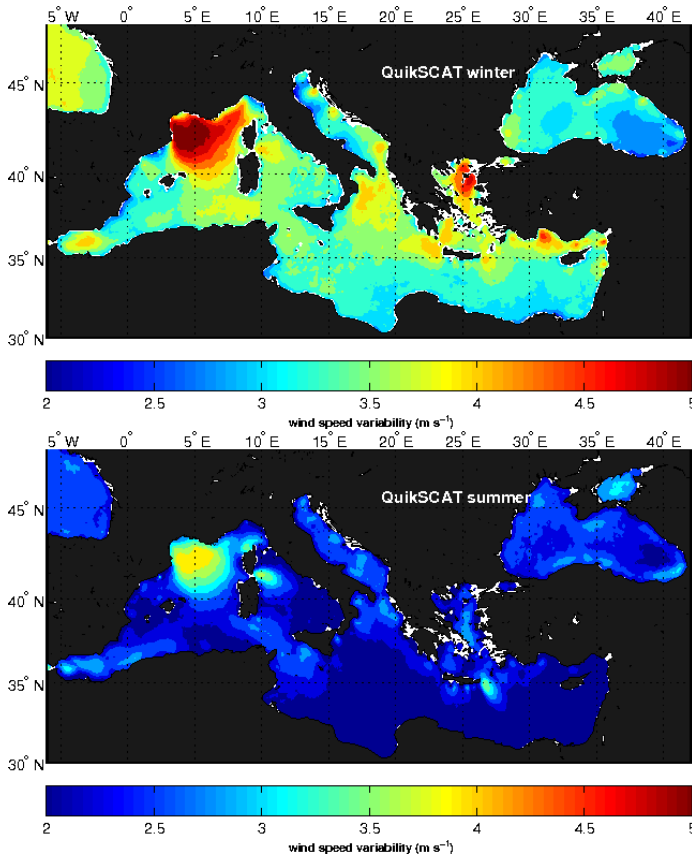 5° W 0° 5° E 10° E 15° E 20° E 25° E 30° E 35° E 40° E
QuikSCAT winter
45° N
40° N
35° N
30° N
2 2.5 3 3.5 4 4.5 5
wind speed variability (m s⁻¹)
5° W 0° 5° E 10° E 15° E 20° E 25° E 30° E 35° E 40° E
QuikSCAT summer
45° N
40° N
35° N
30° N
2 2.5 3 3.5 4 4.5 5
wind speed variability (m s⁻¹)